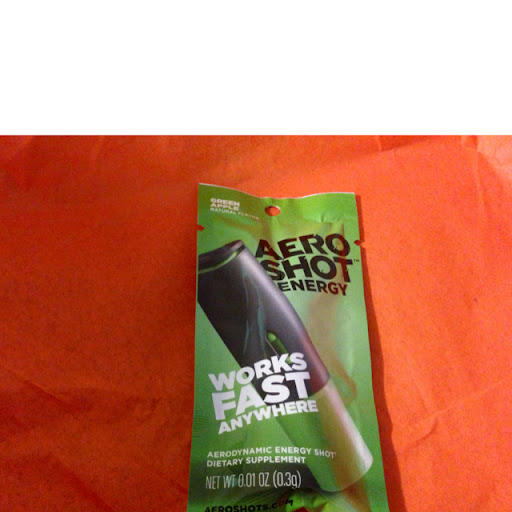 GREEN
APPLE
NATURAL FLAVOR
AERO
SHOT™
ENERGY
WORKS
FAST
ANYWHERE
AERODYNAMIC ENERGY SHOT
DIETARY SUPPLEMENT
NET WT 0.01 OZ (0.3g)
AEROSHOTS.COM